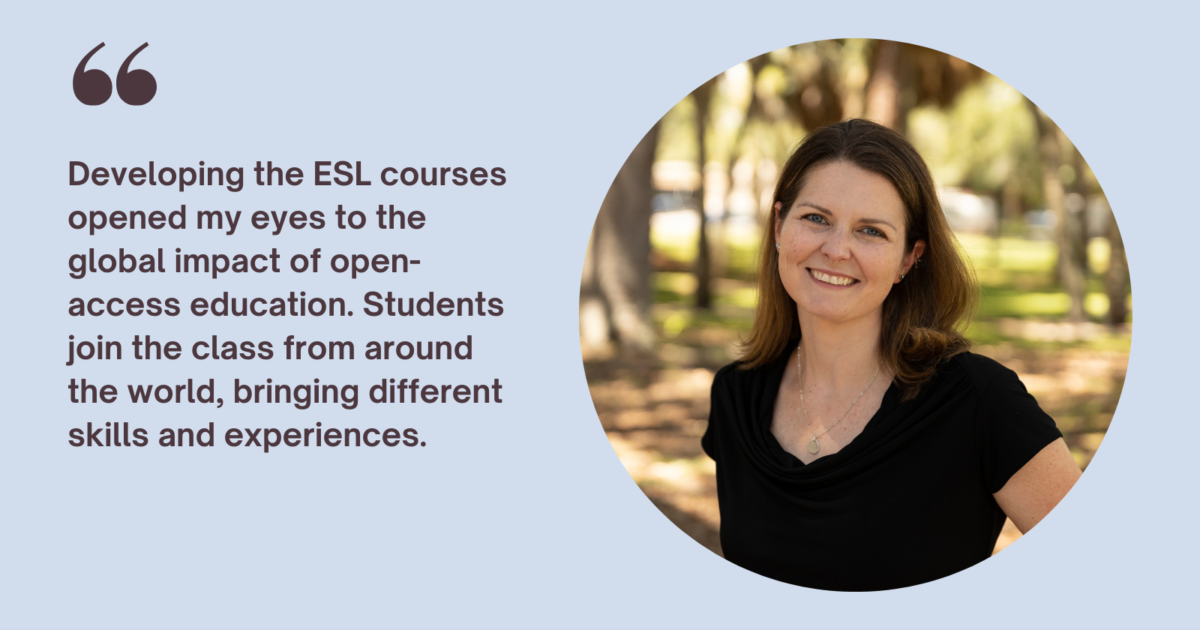 “
Developing the ESL courses
opened my eyes to the
global impact of open-
access education. Students
join the class from around
the world, bringing different
skills and experiences.